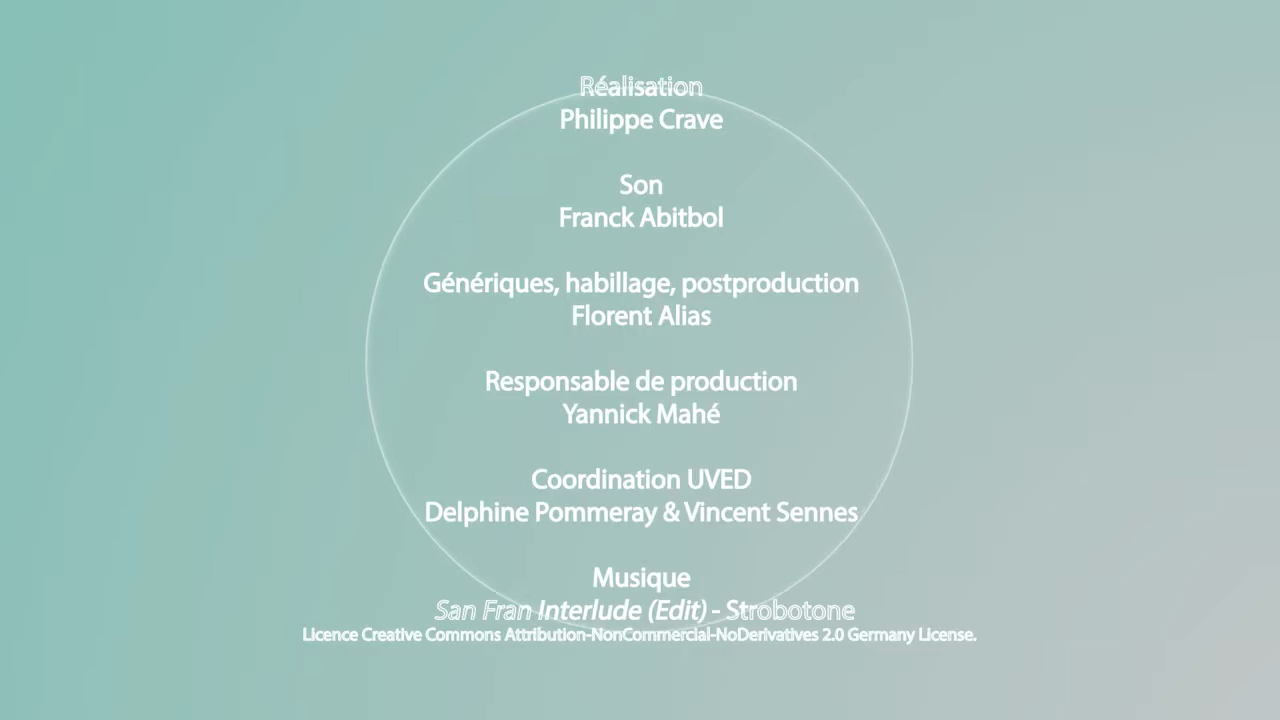 Réalisation
Philippe Crave
Son
Franck Abitbol
Génériques, habillage, postproduction
Florent Alias
Responsable de production
Yannick Mahé
Coordination UVED
Delphine Pommeray & Vincent Sennes
Musique
San Fran Interlude (Edit) - Strobotone
Licence Creative Commons Attribution-NonCommercial-NoDerivatives 2.0 Germany License.